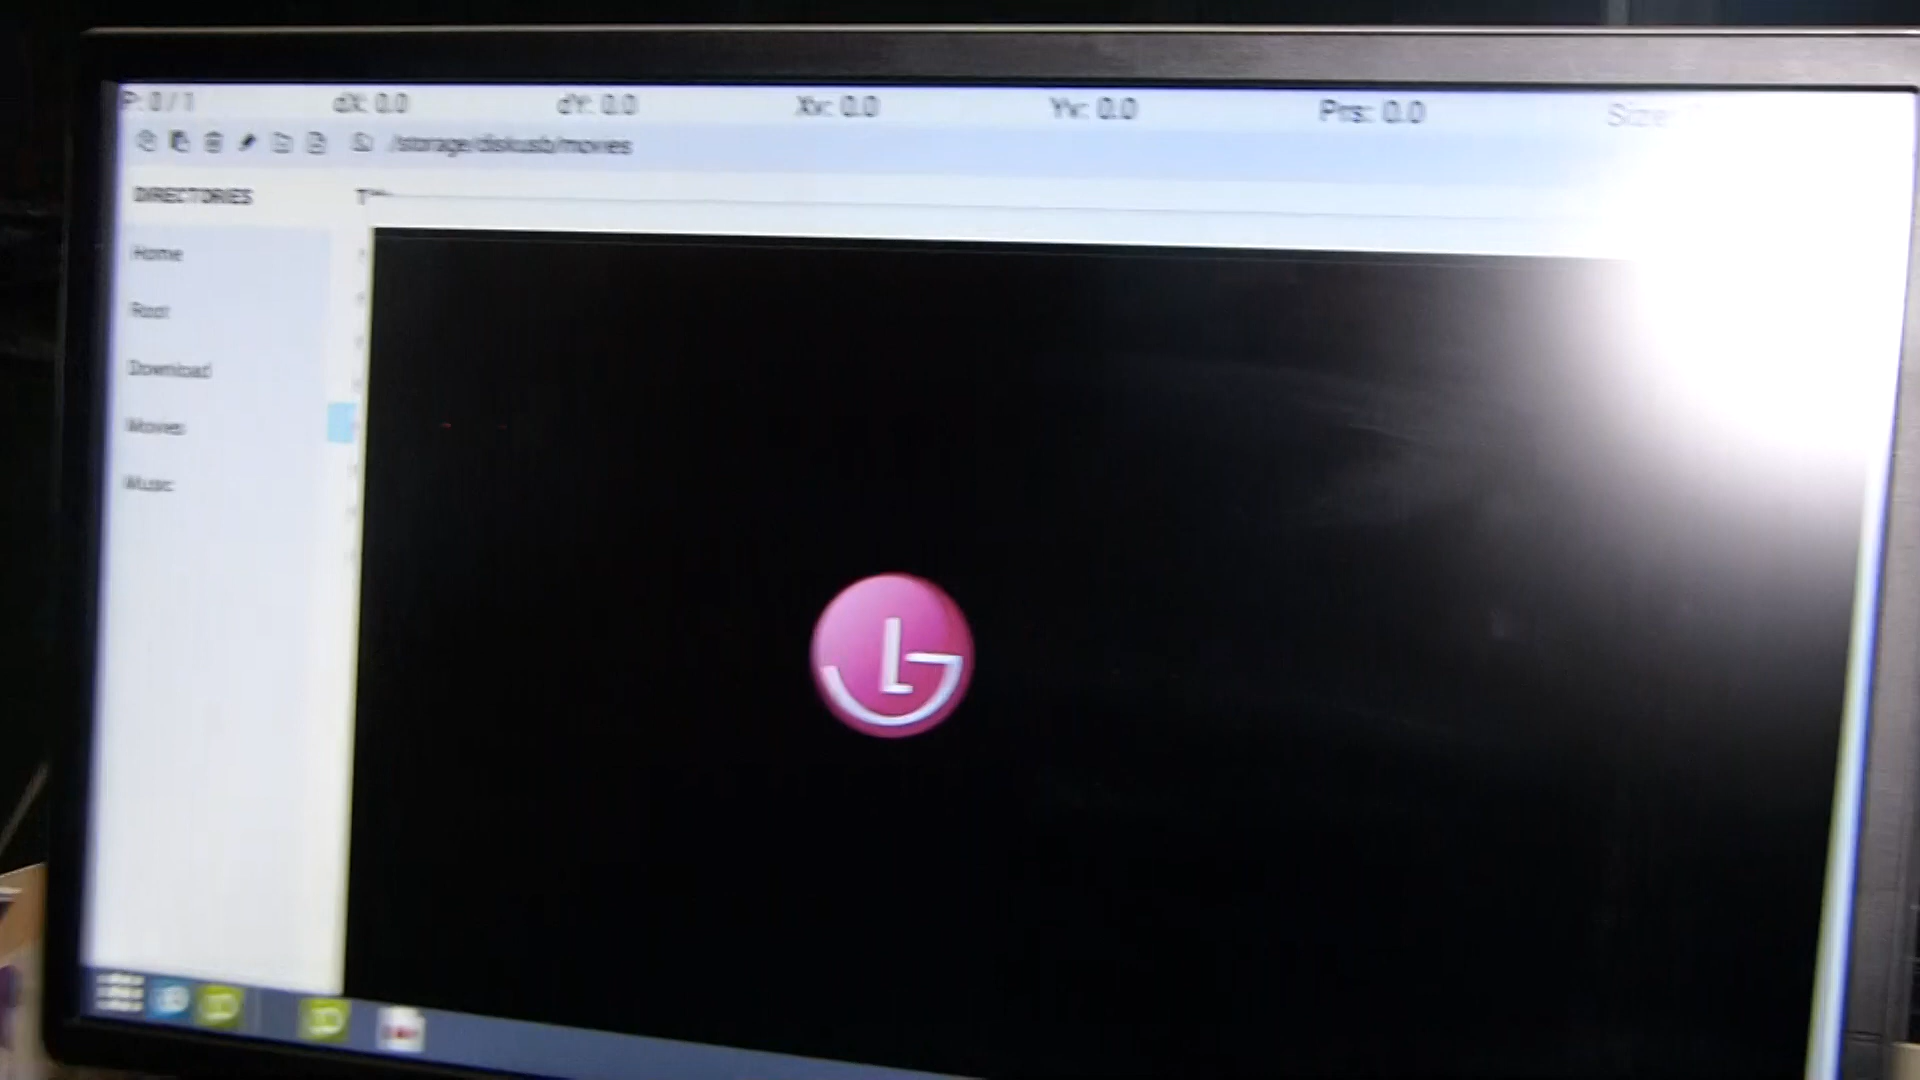 P: 0 / 1 dX: 0.0 dY: 0.0 Xv: 0.0 Yv: 0.0 Prs: 0.0 Size:
/storage/diskusb/movies
DIRECTORIES
Home
Root
Download
Movies
Music
LG